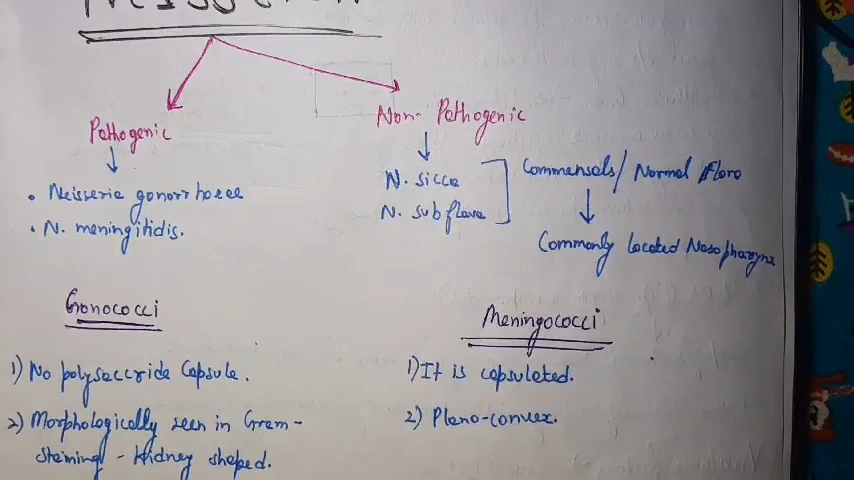 Pathogenic
Non-Pathogenic
• Neisseria gonorrhoeae
• N. meningitidis.
N. sicca
N. subflava
Commensals/Normal Flora
Commonly Located Nasopharynx
Gonococci
1) No polysaccride Capsule.
2) Morphologically seen in Gram-
staining - Kidney shaped.
Meningococci
1) It is capsulated.
2) Plano-convex.